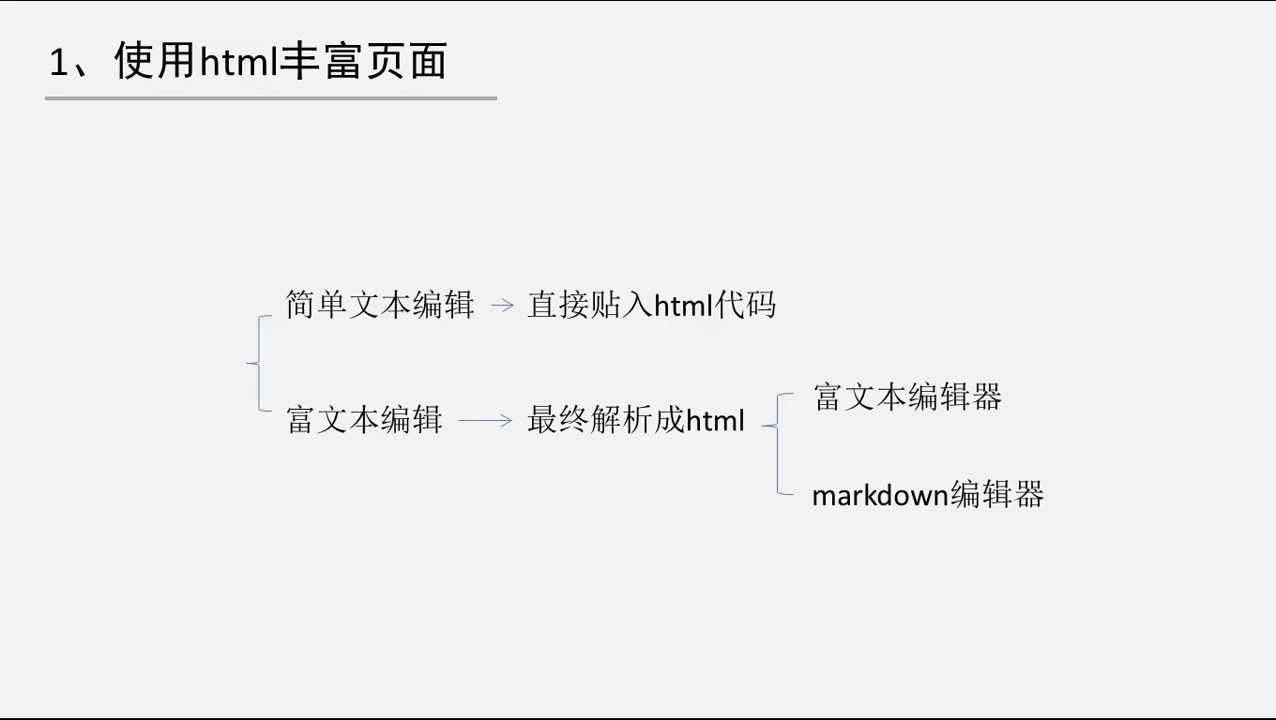 1、使用html丰富页面
简单文本编辑 → 直接贴入html代码
富文本编辑 → 最终解析成html
富文本编辑器
markdown编辑器